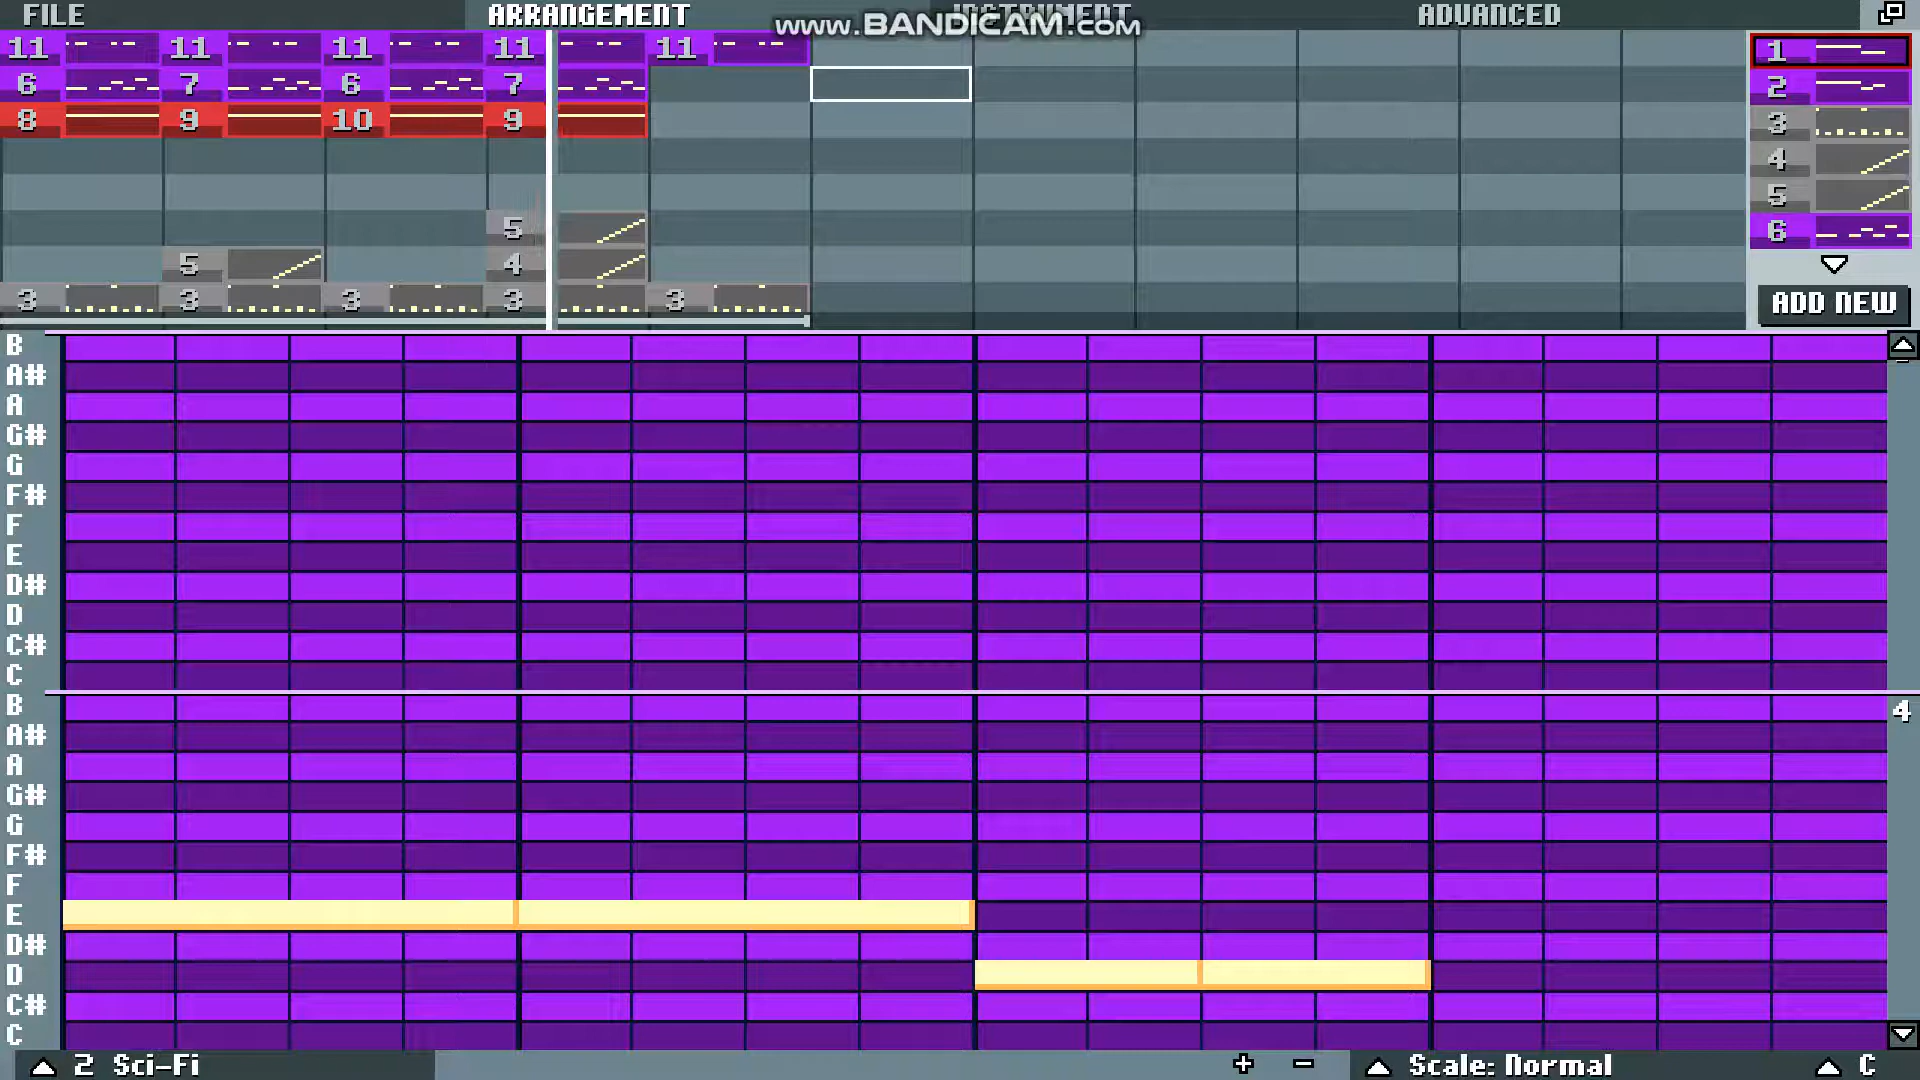 FILE ARRANGEMENT INSTRUMENT ADVANCED
www.BANDICAM.com
11 11 11 11 11
6 7 6 7
8 9 10 9
5
5 4
3 3 3 3 3
1
2
3
4
5
6
ADD NEW
B
A#
A
G#
G
F#
F
E
D#
D
C#
C
B
4
A#
A
G#
G
F#
F
E
D#
D
C#
C
2 Sci-Fi + − Scale: Normal C